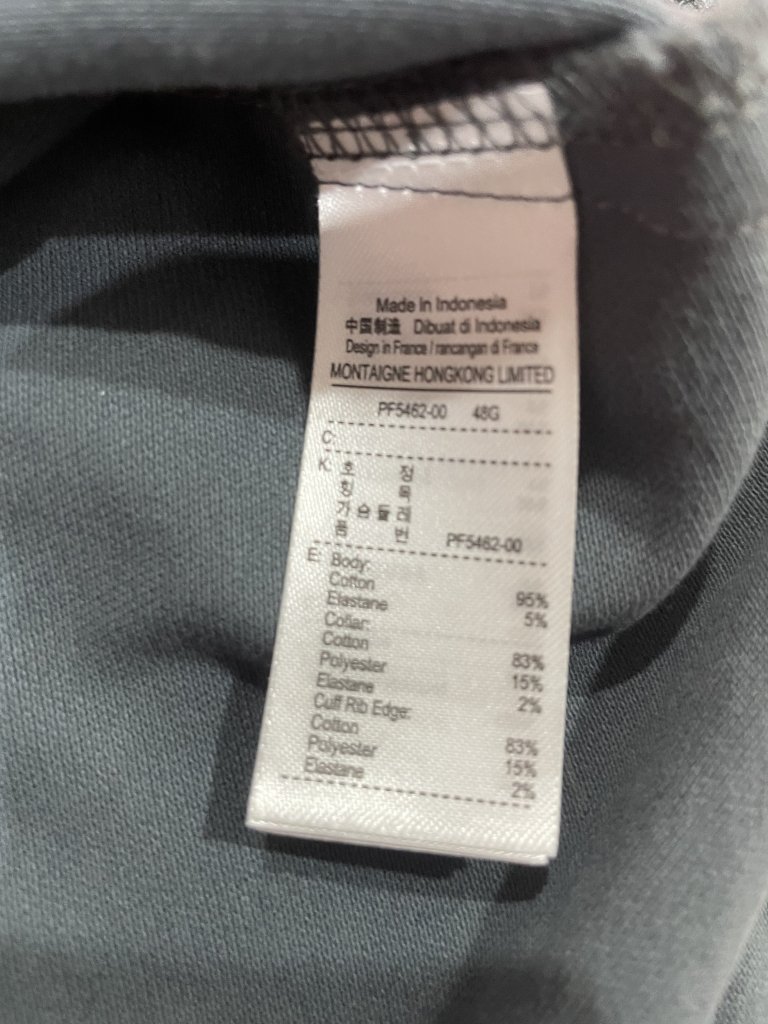 Made in Indonesia
中国制造 Dibuat di Indonesia
Design in France / rancangan di France
MONTAIGNE HONGKONG LIMITED
PF5462-00 48G
C:
K: 호 정
칭 목
가슴둘레
품 번 PF5462-00
E: Body:
Cotton 95%
Elastane 5%
Collar:
Cotton 83%
Polyester 15%
Elastane 2%
Cuff Rib Edge:
Cotton 83%
Polyester 15%
Elastane 2%